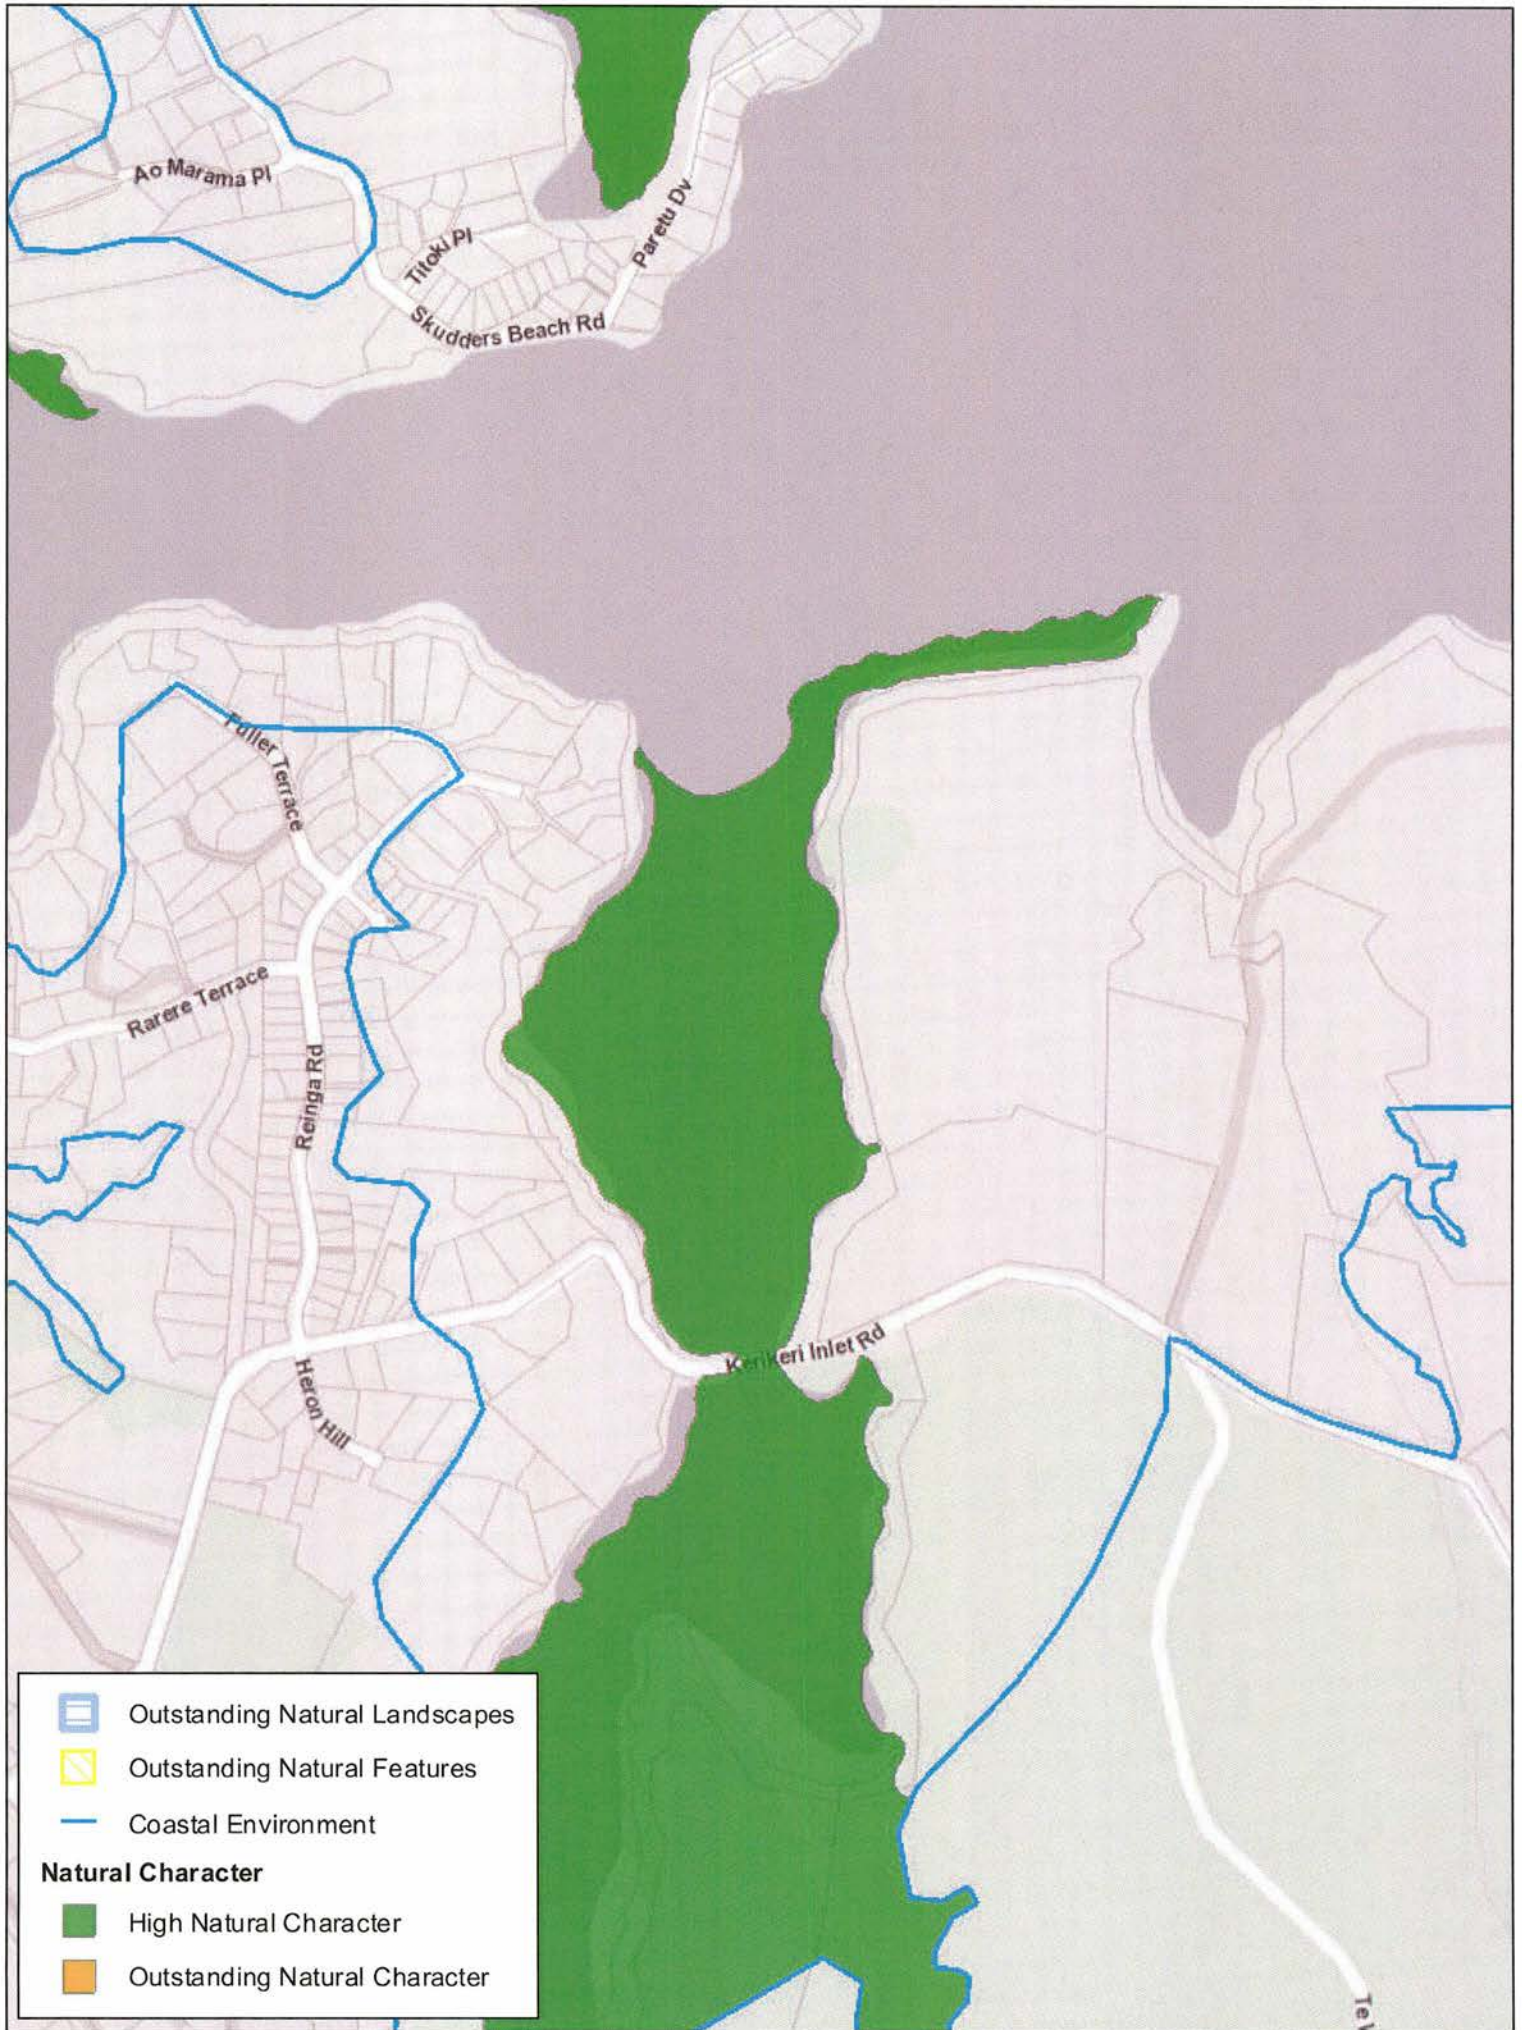 Ao Marama Pl
Titoki Pl
Paretu Dv
Skudders Beach Rd
Fuller Terrace
Rarere Terrace
Reinga Rd
Kerikeri Inlet Rd
Heron Hill
Outstanding Natural Landscapes
Outstanding Natural Features
Coastal Environment
Natural Character
High Natural Character
Outstanding Natural Character
Te